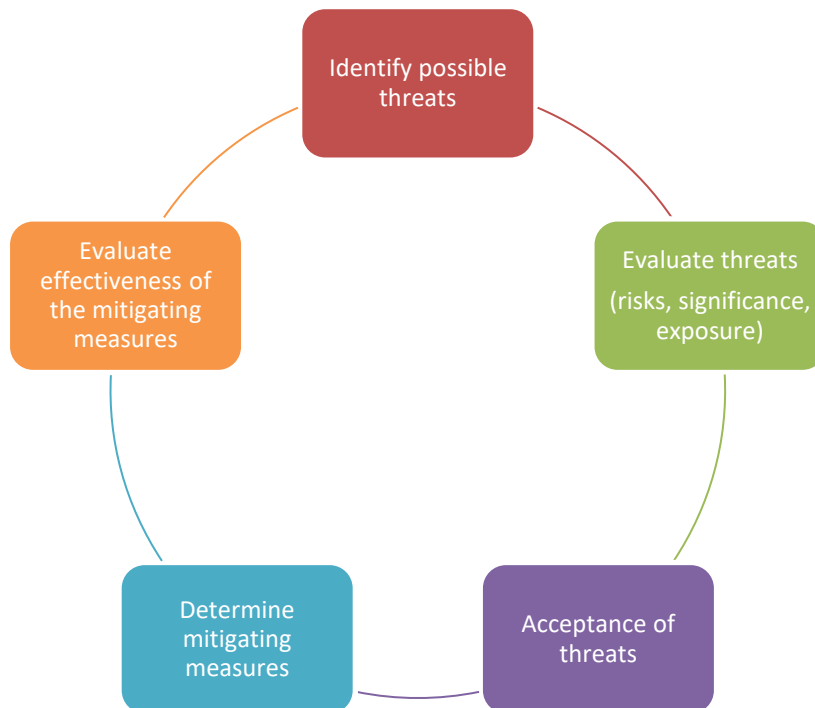 Identify possible
threats
Evaluate threats
(risks, significance,
exposure)
Acceptance of
threats
Determine
mitigating
measures
Evaluate
effectiveness of
the mitigating
measures